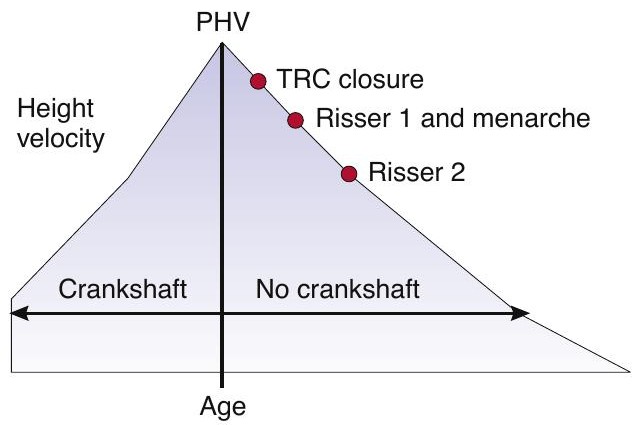 PHV
TRC closure
Height
velocity
Risser 1 and menarche
Risser 2
Crankshaft
No crankshaft
Age